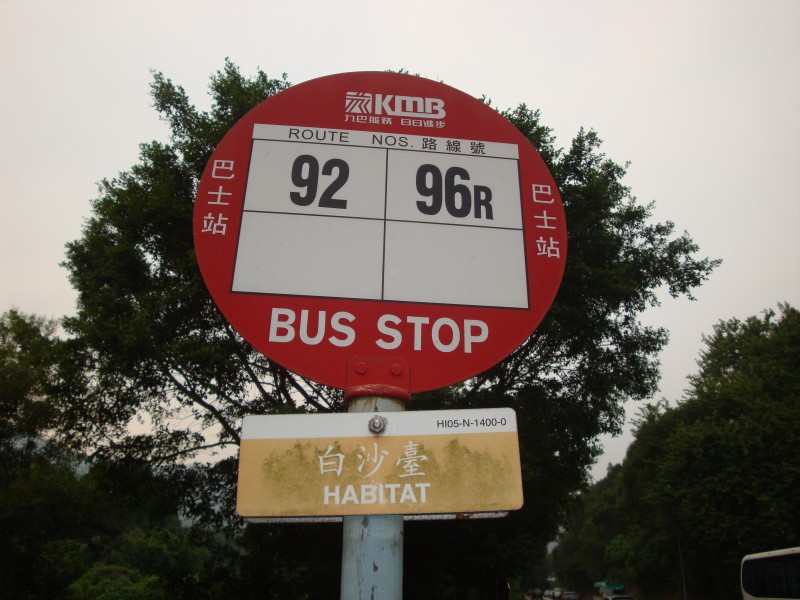 KMB
九巴服務 日日進步
ROUTE NOS. 路線號
巴士站
92 96R
巴士站
BUS STOP
HI05-N-1400-0
白沙臺
HABITAT